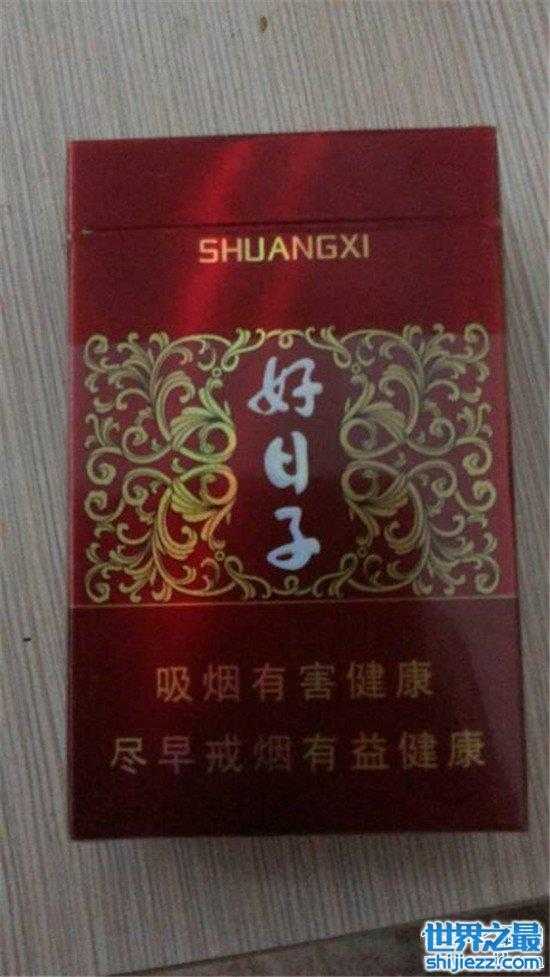 SHUANGXI
好日子
吸烟有害健康
尽早戒烟有益健康
世界之最
shijiezz.com